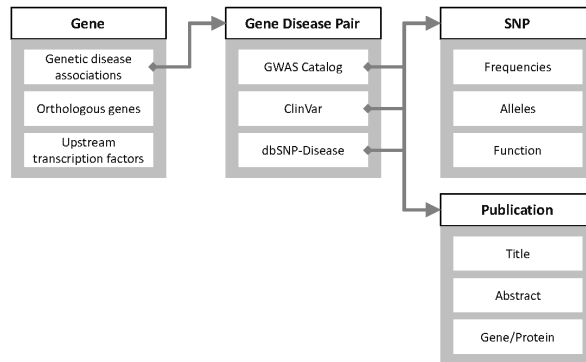 Gene
Genetic disease
associations
Orthologous genes
Upstream
transcription factors
Gene Disease Pair
GWAS Catalog
ClinVar
dbSNP-Disease
SNP
Frequencies
Alleles
Function
Publication
Title
Abstract
Gene/Protein